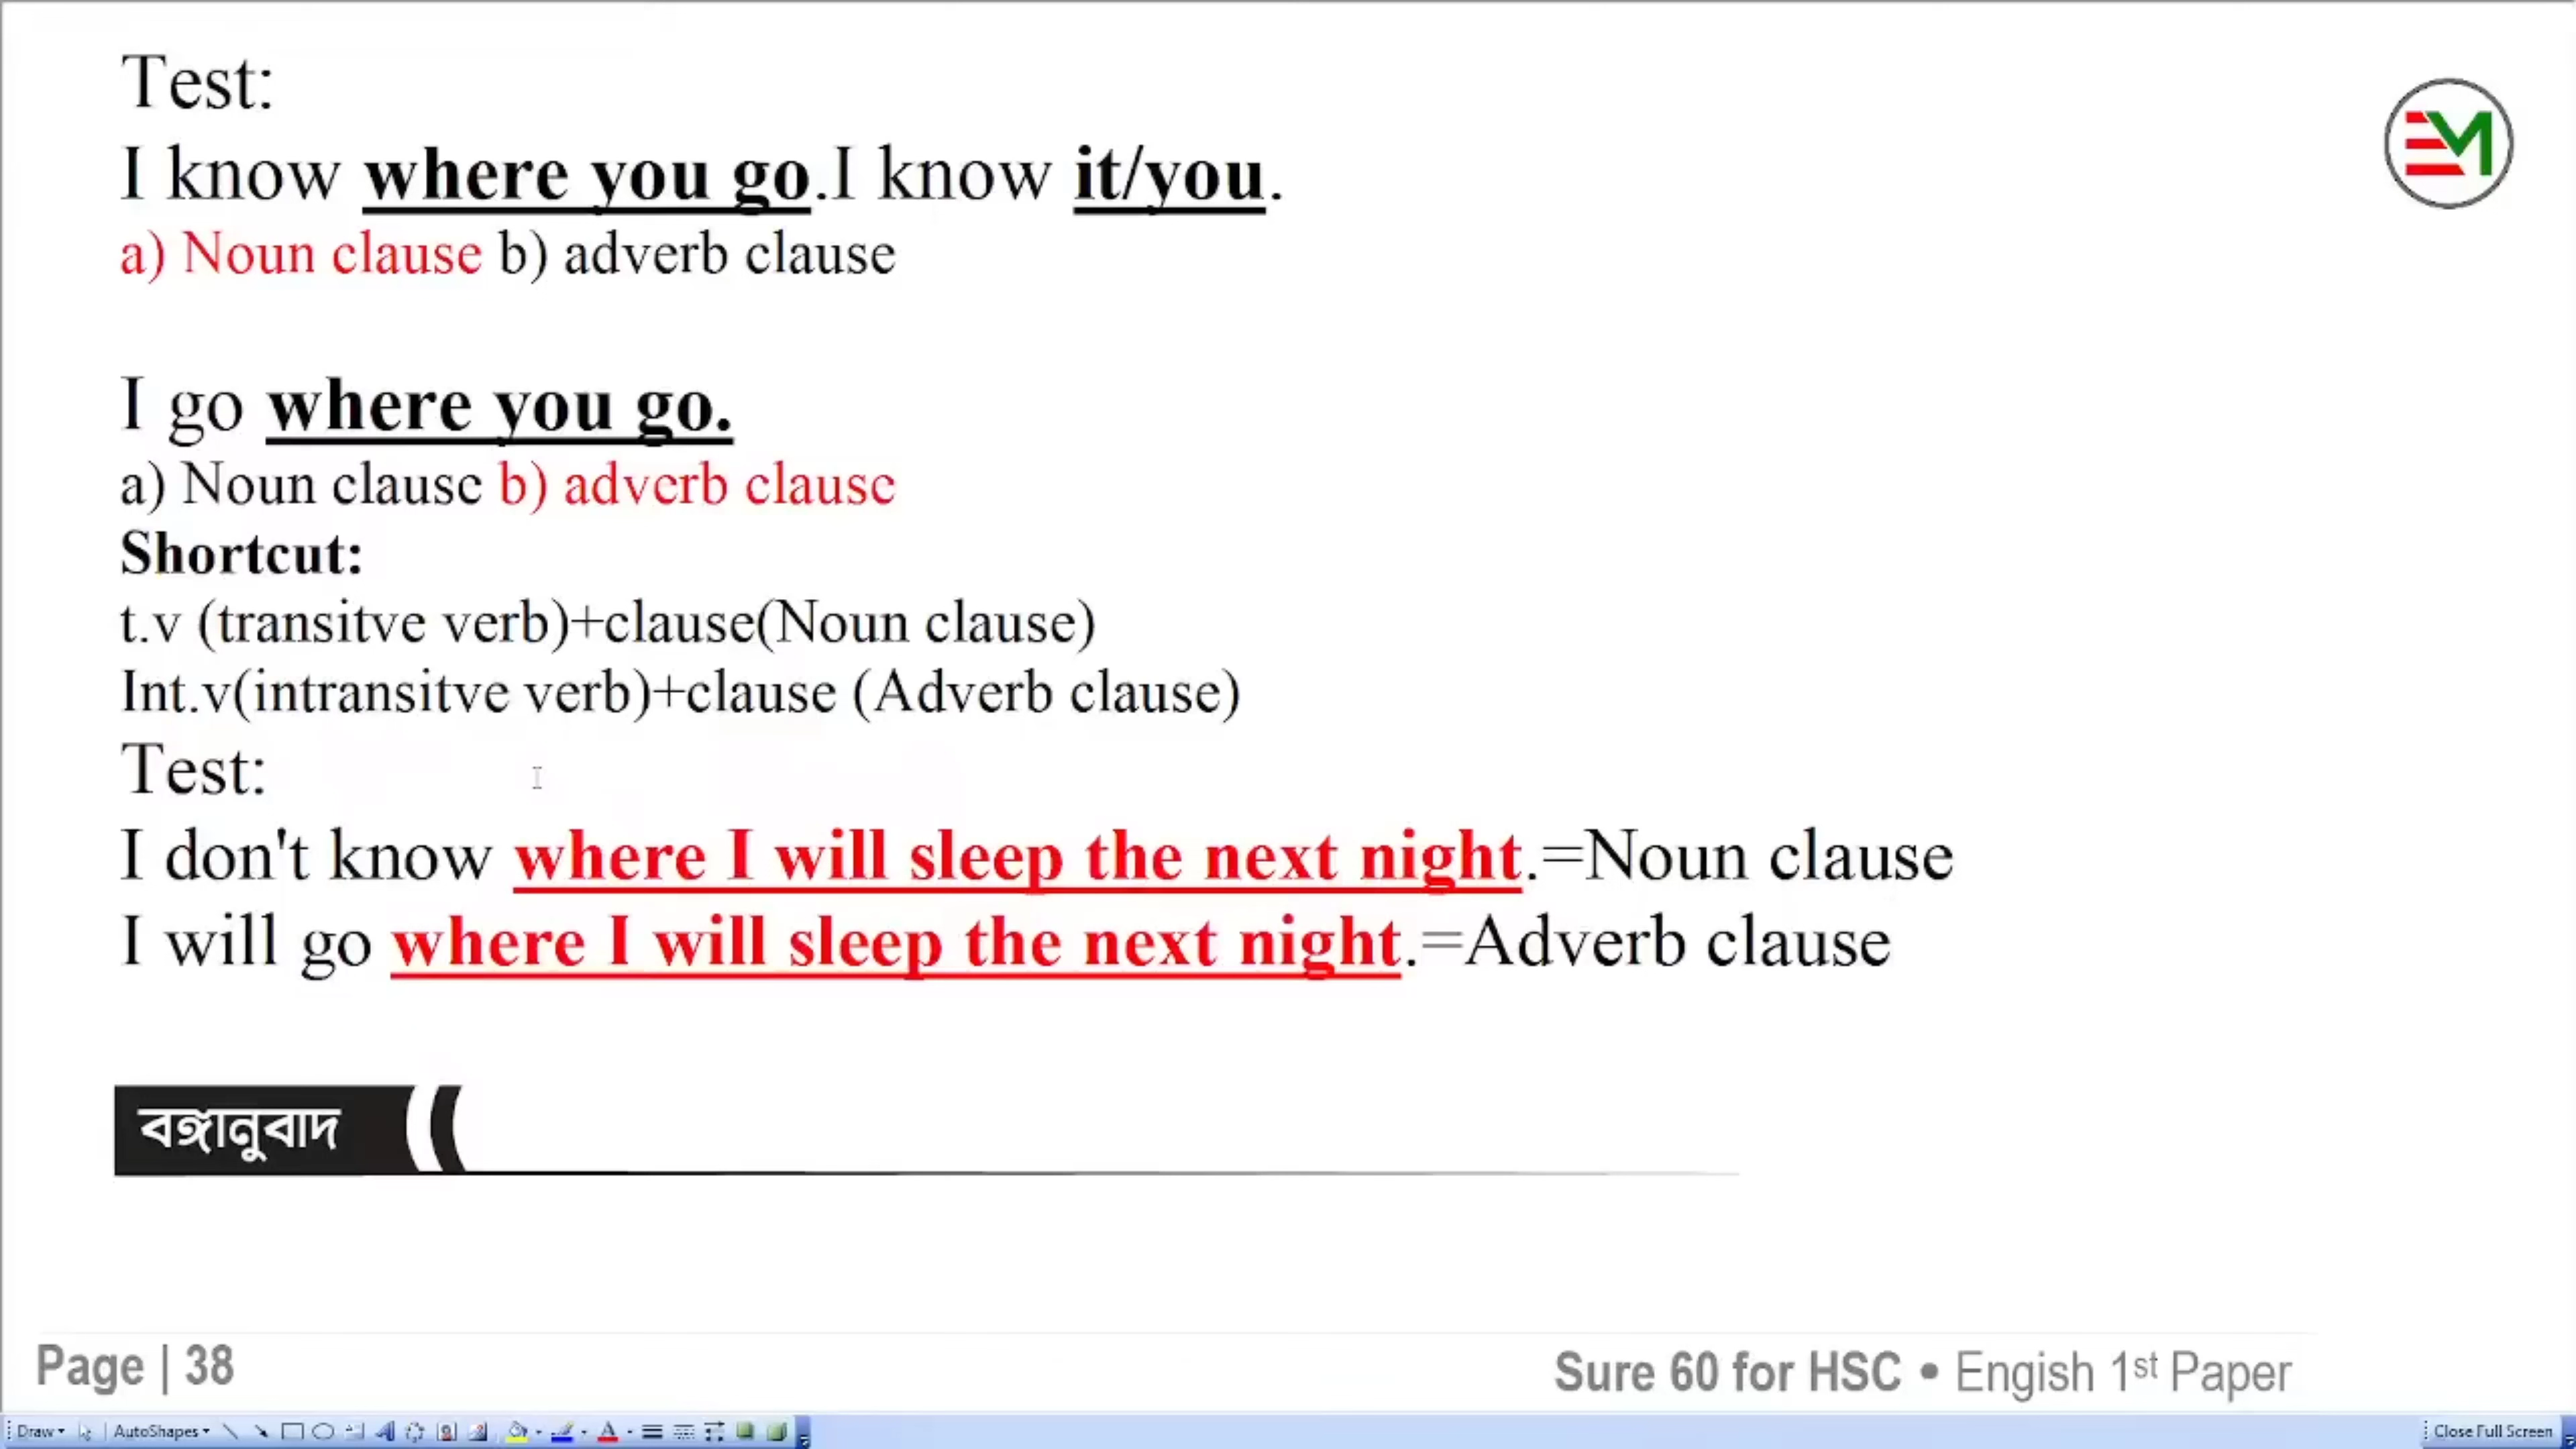 Test:
I know where you go.I know it/you.
a) Noun clause b) adverb clause
I go where you go.
a) Noun clause b) adverb clause
Shortcut:
t.v (transitve verb)+clause(Noun clause)
Int.v(intransitve verb)+clause (Adverb clause)
Test:
I don't know where I will sleep the next night.=Noun clause
I will go where I will sleep the next night.=Adverb clause
বঙ্গানুবাদ
Page | 38
Sure 60 for HSC • Engish 1st Paper
Draw AutoShapes Close Full Screen